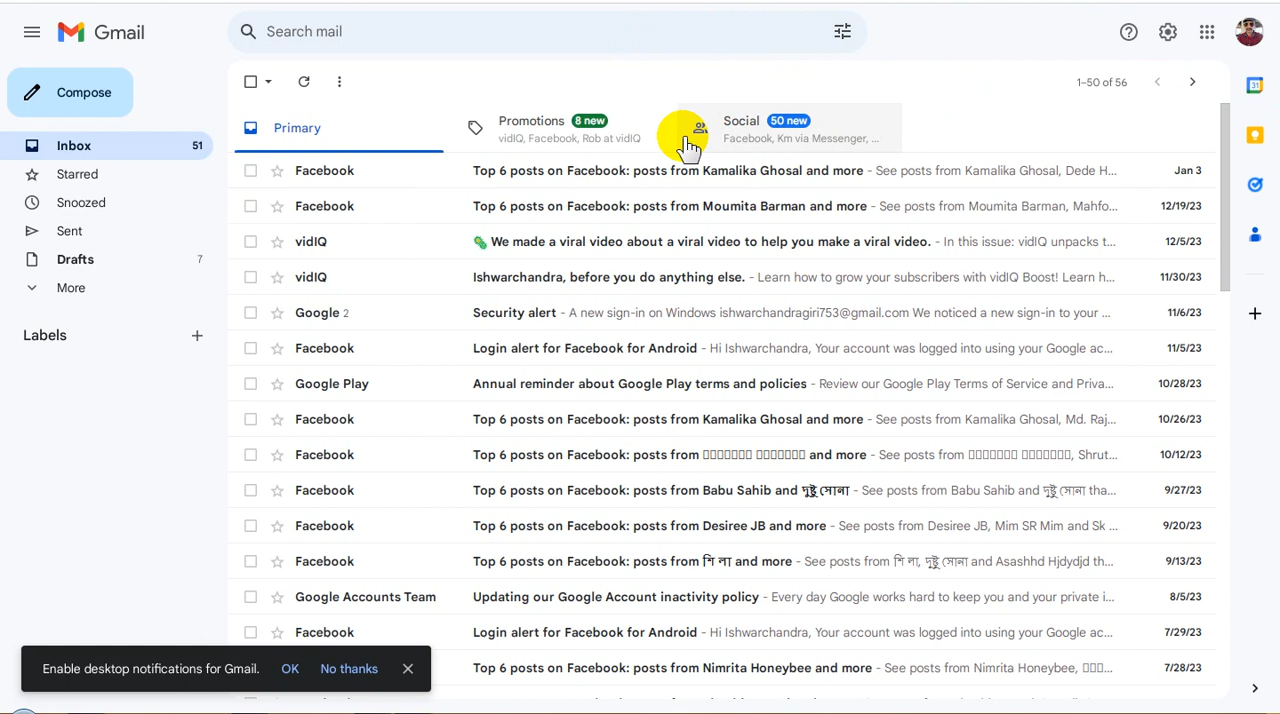 Gmail
Search mail
Compose
1–50 of 56
Primary
Promotions 8 new
vidIQ, Facebook, Rob at vidIQ
Social 50 new
Facebook, Km via Messenger, ...
Inbox 51
Starred
Snoozed
Sent
Drafts 7
More
Labels
Facebook Top 6 posts on Facebook: posts from Kamalika Ghosal and more - See posts from Kamalika Ghosal, Dede H... Jan 3
Facebook Top 6 posts on Facebook: posts from Moumita Barman and more - See posts from Moumita Barman, Mahfo... 12/19/23
vidIQ 🦠 We made a viral video about a viral video to help you make a viral video. - In this issue: vidIQ unpacks t... 12/5/23
vidIQ Ishwarchandra, before you do anything else. - Learn how to grow your subscribers with vidIQ Boost! Learn h... 11/30/23
Google 2 Security alert - A new sign-in on Windows ishwarchandragiri753@gmail.com We noticed a new sign-in to your ... 11/6/23
Facebook Login alert for Facebook for Android - Hi Ishwarchandra, Your account was logged into using your Google ac... 11/5/23
Google Play Annual reminder about Google Play terms and policies - Review our Google Play Terms of Service and Priva... 10/28/23
Facebook Top 6 posts on Facebook: posts from Kamalika Ghosal and more - See posts from Kamalika Ghosal, Md. Raj... 10/26/23
Facebook Top 6 posts on Facebook: posts from and more - See posts from , Shrut... 10/12/23
Facebook Top 6 posts on Facebook: posts from Babu Sahib and দুষ্টু সোনা - See posts from Babu Sahib and দুষ্টু সোনা tha... 9/27/23
Facebook Top 6 posts on Facebook: posts from Desiree JB and more - See posts from Desiree JB, Mim SR Mim and Sk ... 9/20/23
Facebook Top 6 posts on Facebook: posts from শি লা and more - See posts from শি লা, দুষ্টু সোনা and Asashhd Hjdydjd th... 9/13/23
Google Accounts Team Updating our Google Account inactivity policy - Every day Google works hard to keep you and your private i... 8/5/23
Facebook Login alert for Facebook for Android - Hi Ishwarchandra, Your account was logged into using your Google ac... 7/29/23
Facebook Top 6 posts on Facebook: posts from Nimrita Honeybee and more - See posts from Nimrita Honeybee, ... 7/28/23
Enable desktop notifications for Gmail. OK No thanks